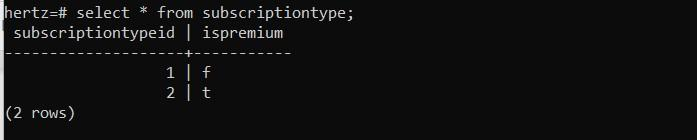 hertz=# select * from subscriptiontype;
 subscriptiontypeid | ispremium
--------------------+-----------
                  1 | f
                  2 | t
(2 rows)